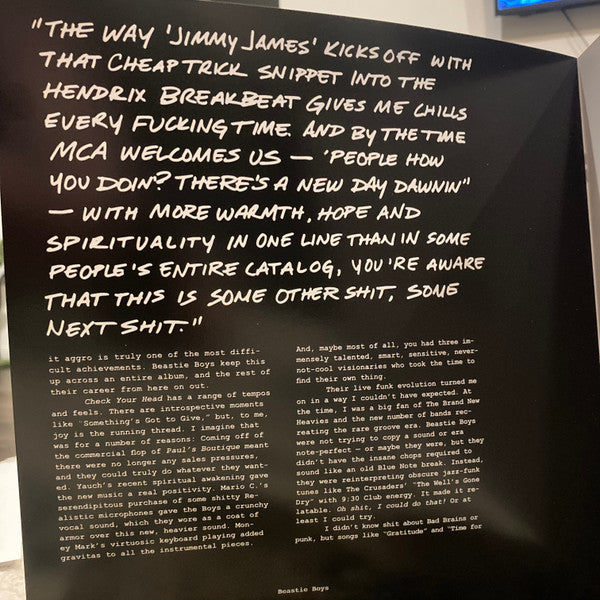 "THE WAY 'JIMMY JAMES' KICKS OFF WITH
THAT CHEAP TRICK SNIPPET INTO THE
HENDRIX BREAKBEAT GIVES ME CHILLS
EVERY FUCKING TIME. AND BY THE TIME
MCA WELCOMES US — 'PEOPLE HOW
YOU DOIN? THERE'S A NEW DAY DAWNIN"
— WITH MORE WARMTH, HOPE AND
SPIRITUALITY IN ONE LINE THAN IN SOME
PEOPLE'S ENTIRE CATALOG, YOU'RE AWARE
THAT THIS IS SOME OTHER SHIT, SOME
NEXT SHIT."
it aggro is truly one of the most diffi-
cult achievements. Beastie Boys keep this
up across an entire album, and the rest of
their career from here on out.
Check Your Head has a range of tempos
and feels. There are introspective moments
like "Something's Got to Give," but, to me,
joy is the running thread. I imagine that
was for a number of reasons: Coming off of
the commercial flop of Paul's Boutique meant
there were no longer any sales pressures,
and they could truly do whatever they want-
ed. Yauch's recent spiritual awakening gave
the new music a real positivity. Mario C.'s
serendipitous purchase of some shitty Re-
alistic microphones gave the Boys a crunchy
vocal sound, which they wore as a coat of
armor over this new, heavier sound. Mon-
ey Mark's virtuosic keyboard playing added
gravitas to all the instrumental pieces.
And, maybe most of all, you had three im-
mensely talented, smart, sensitive, never-
not-cool visionaries who took the time to
find their own thing.
Their live funk evolution turned me
on in a way I couldn't have expected. At
the time, I was a big fan of The Brand New
Heavies and the new number of bands rec-
reating the rare groove era. Beastie Boys
were not trying to copy a sound or era
note-perfect — or maybe they were, but they
didn't have the insane chops required to
sound like an old Blue Note break. Instead,
they were reinterpreting obscure jazz-funk
tunes like The Crusaders' "The Well's Gone
Dry" with 9:30 Club energy. It made it re-
latable. Oh shit, I could do that! Or at
least I could try.
I didn't know shit about Bad Brains or
punk, but songs like "Gratitude" and "Time for
Beastie Boys